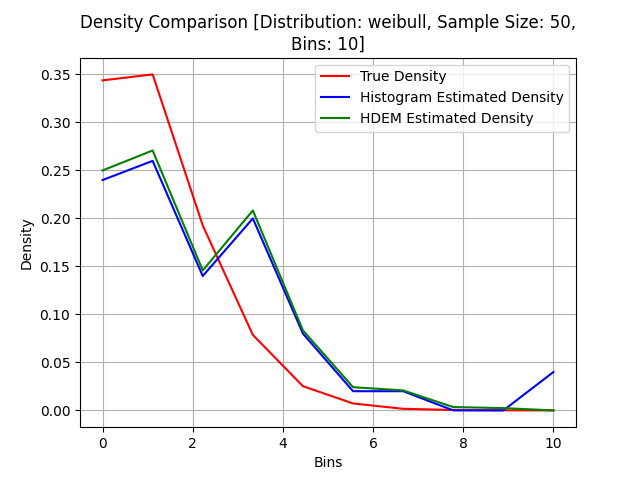 Density Comparison [Distribution: weibull, Sample Size: 50,
Bins: 10]
True Density
Histogram Estimated Density
HDEM Estimated Density
Density
0.35
0.30
0.25
0.20
0.15
0.10
0.05
0.00
0 2 4 6 8 10
Bins